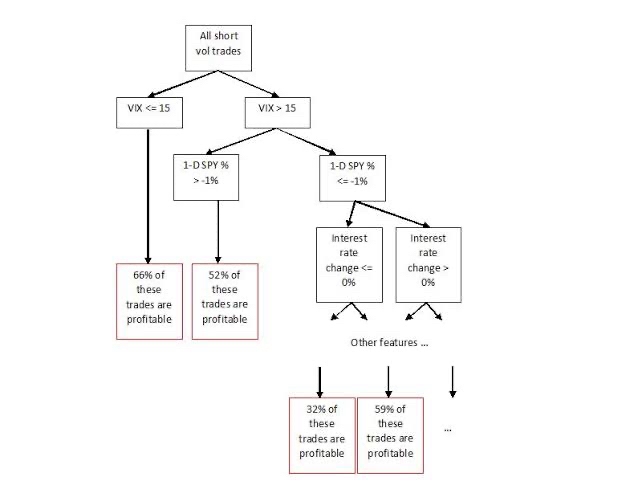 All short
vol trades
VIX <= 15
VIX > 15
1-D SPY %
> -1%
1-D SPY %
<= -1%
Interest
rate
change <=
0%
Interest
rate
change >
0%
66% of
these
trades are
profitable
52% of
these
trades are
profitable
Other features ...
32% of
these
trades are
profitable
59% of
these
trades are
profitable
...